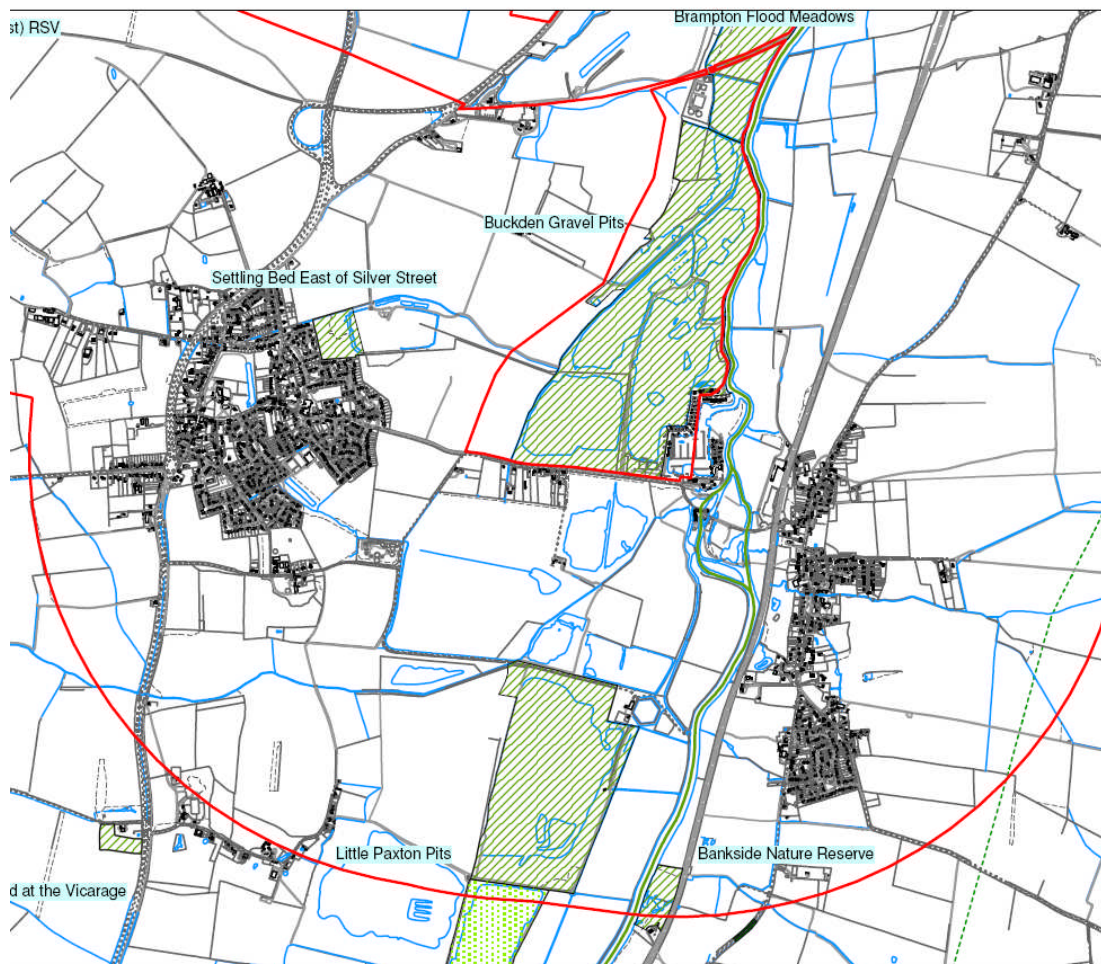 Brampton Flood Meadows
st) RSV
Buckden Gravel Pits
Settling Bed East of Silver Street
Little Paxton Pits
Bankside Nature Reserve
d at the Vicarage